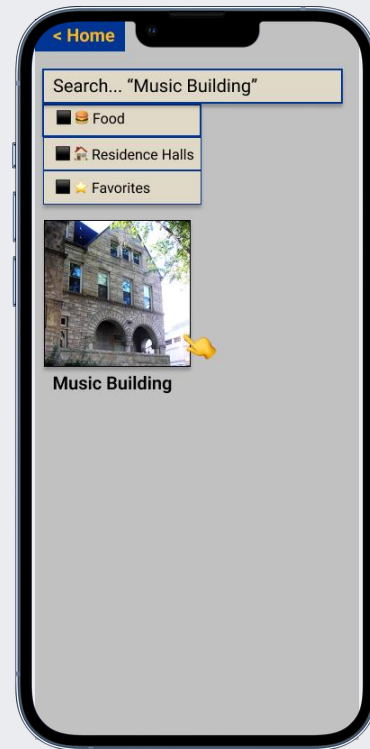 < Home
Search... “Music Building”
Food
Residence Halls
Favorites
Music Building